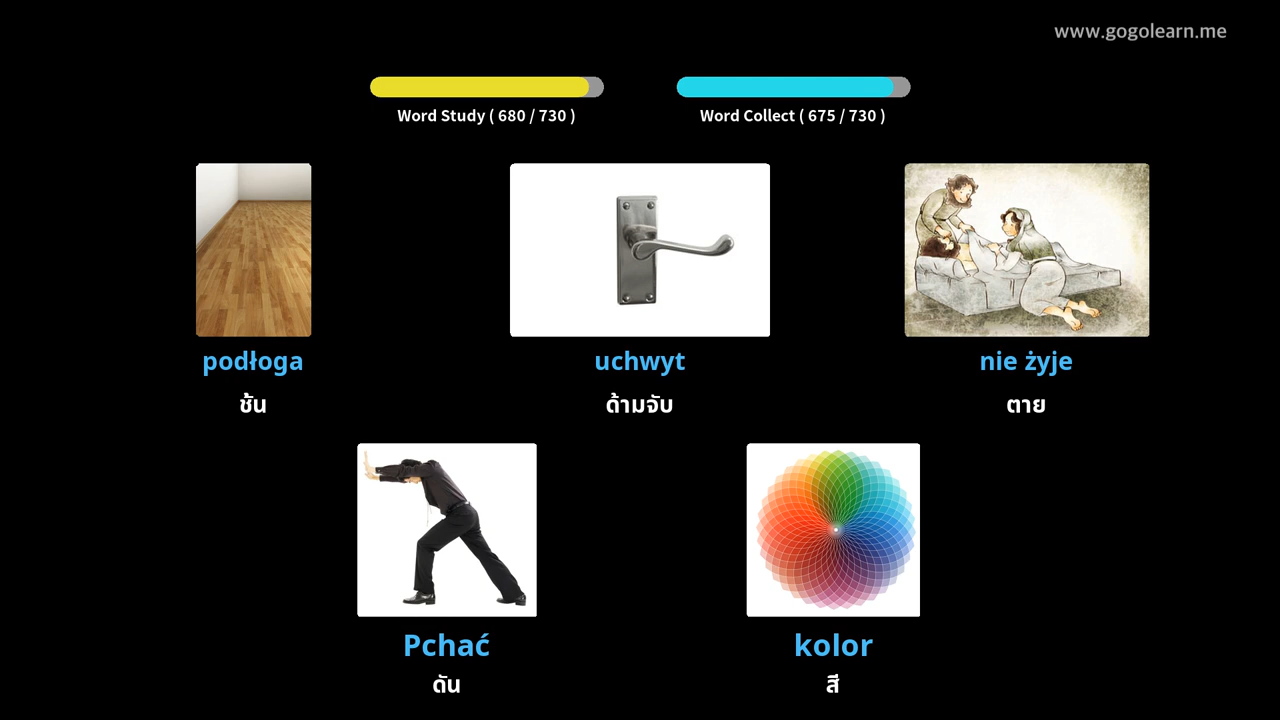 www.gogolearn.me
Word Study ( 680 / 730 )
Word Collect ( 675 / 730 )
podłoga
uchwyt
nie żyje
ชั้น
ด้ามจับ
ตาย
Pchać
kolor
ดัน
สี